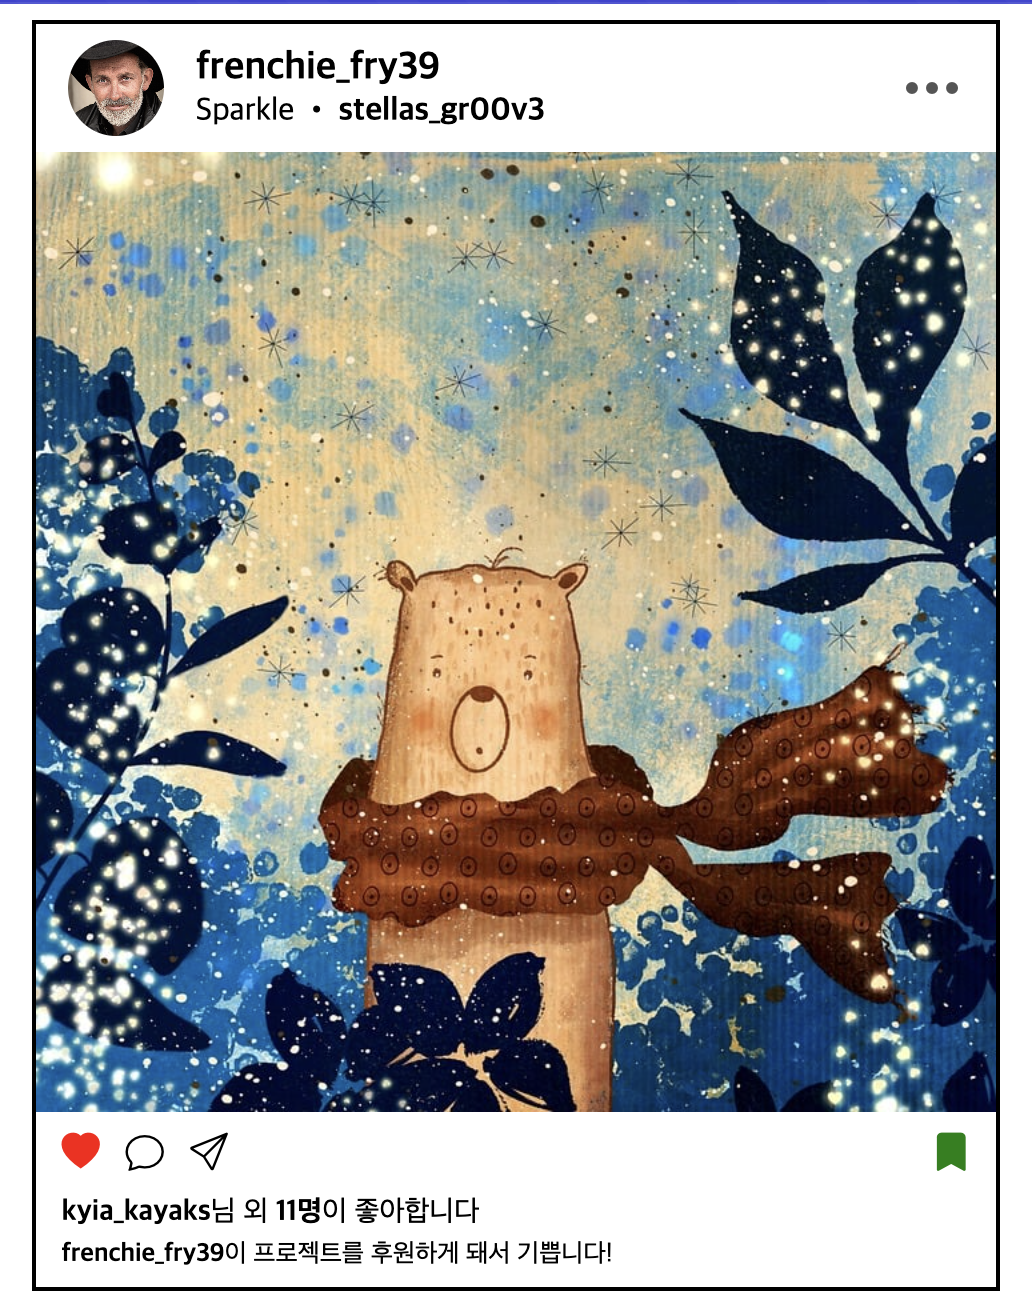 frenchie_fry39
Sparkle • stellas_gr00v3
kyia_kayaks님 외 11명이 좋아합니다
frenchie_fry39이 프로젝트를 후원하게 돼서 기쁩니다!